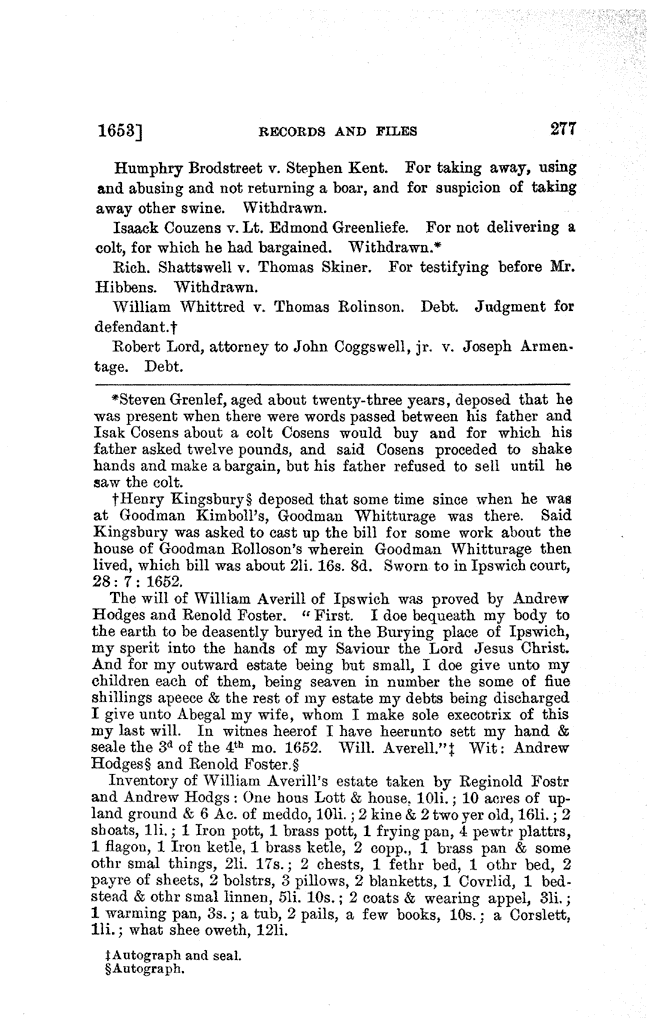 1653] RECORDS AND FILES 277
Humphry Brodstreet v. Stephen Kent. For taking away, using
and abusing and not returning a boar, and for suspicion of taking
away other swine. Withdrawn.
Isaack Couzens v. Lt. Edmond Greenliefe. For not delivering a
colt, for which he had bargained. Withdrawn.*
Rich. Shattswell v. Thomas Skiner. For testifying before Mr.
Hibbens. Withdrawn.
William Whittred v. Thomas Rolinson. Debt. Judgment for
defendant.†
Robert Lord, attorney to John Coggswell, jr. v. Joseph Armen-
tage. Debt.
*Steven Grenlef, aged about twenty-three years, deposed that he
was present when there were words passed between his father and
Isak Cosens about a colt Cosens would buy and for which his
father asked twelve pounds, and said Cosens proceded to shake
hands and make a bargain, but his father refused to sell until he
saw the colt.
†Henry Kingsbury§ deposed that some time since when he was
at Goodman Kimboll's, Goodman Whitturage was there. Said
Kingsbury was asked to cast up the bill for some work about the
house of Goodman Rolloson's wherein Goodman Whitturage then
lived, which bill was about 2li. 16s. 8d. Sworn to in Ipswich court,
28: 7: 1652.
The will of William Averill of Ipswich was proved by Andrew
Hodges and Renold Foster. "First. I doe bequeath my body to
the earth to be deasently buryed in the Burying place of Ipswich,
my sperit into the hands of my Saviour the Lord Jesus Christ.
And for my outward estate being but small, I doe give unto my
children each of them, being seaven in number the some of fiue
shillings apeece & the rest of my estate my debts being discharged
I give unto Abegal my wife, whom I make sole execotrix of this
my last will. In witnes heerof I have heerunto sett my hand &
seale the 3d of the 4th mo. 1652. Will. Averell."‡ Wit: Andrew
Hodges§ and Renold Foster.§
Inventory of William Averill's estate taken by Reginold Fostr
and Andrew Hodgs: One hous Lott & house, 10li.; 10 acres of up-
land ground & 6 Ac. of meddo, 10li.; 2 kine & 2 two yer old, 16li.; 2
shoats, 1li.; 1 Iron pott, 1 brass pott, 1 frying pan, 4 pewtr plattrs,
1 flagon, 1 Iron ketle, 1 brass ketle, 2 copp., 1 brass pan & some
othr smal things, 2li. 17s.; 2 chests, 1 fethr bed, 1 othr bed, 2
payre of sheets, 2 bolstrs, 3 pillows, 2 blanketts, 1 Covrlid, 1 bed-
stead & othr smal linnen, 5li. 10s.; 2 coats & wearing appel, 3li.;
1 warming pan, 3s.; a tub, 2 pails, a few books, 10s.; a Corslett,
1li.; what shee oweth, 12li.
‡Autograph and seal.
§Autograph.